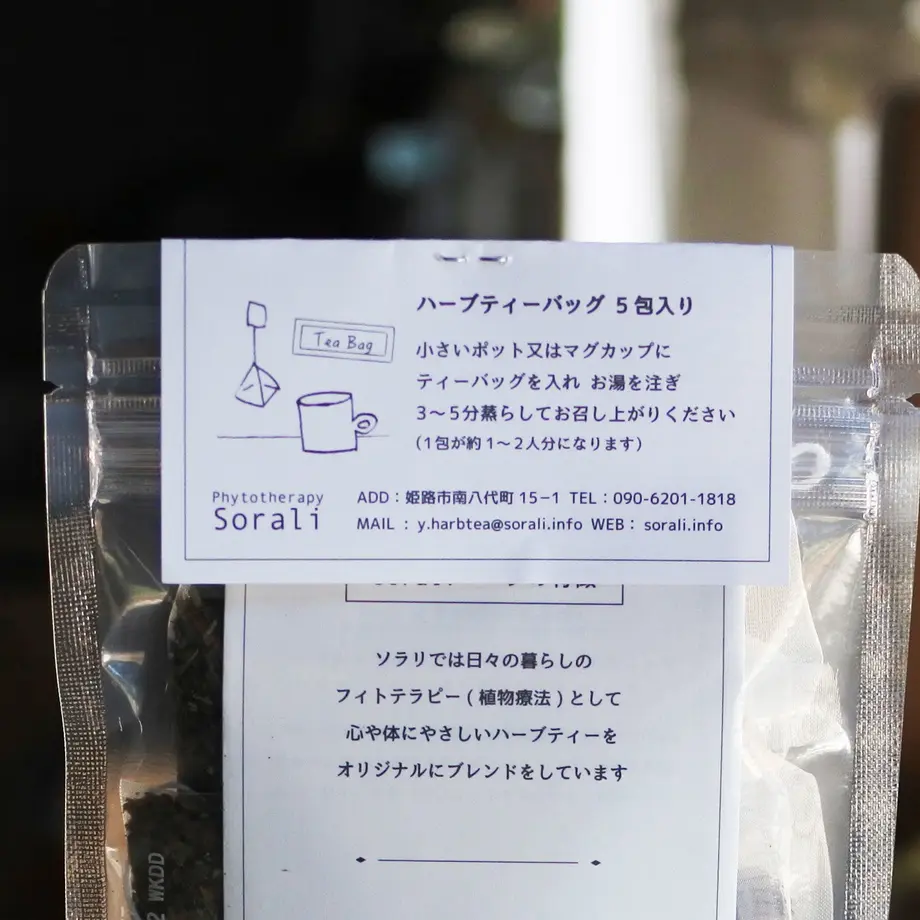 ハーブティーバッグ 5包入り
Tea Bag
小さいポット又はマグカップに
ティーバッグを入れ お湯を注ぎ
3〜5分蒸らしてお召し上がりください
(1包が約1〜2人分になります)
Phytotherapy
Sorali
ADD:姫路市南八代町15−1 TEL:090-6201-1818
MAIL : y.harbtea@sorali.info WEB: sorali.info
ソラリでは日々の暮らしの
フィトテラピー(植物療法)として
心や体にやさしいハーブティーを
オリジナルにブレンドをしています
2 WKDD